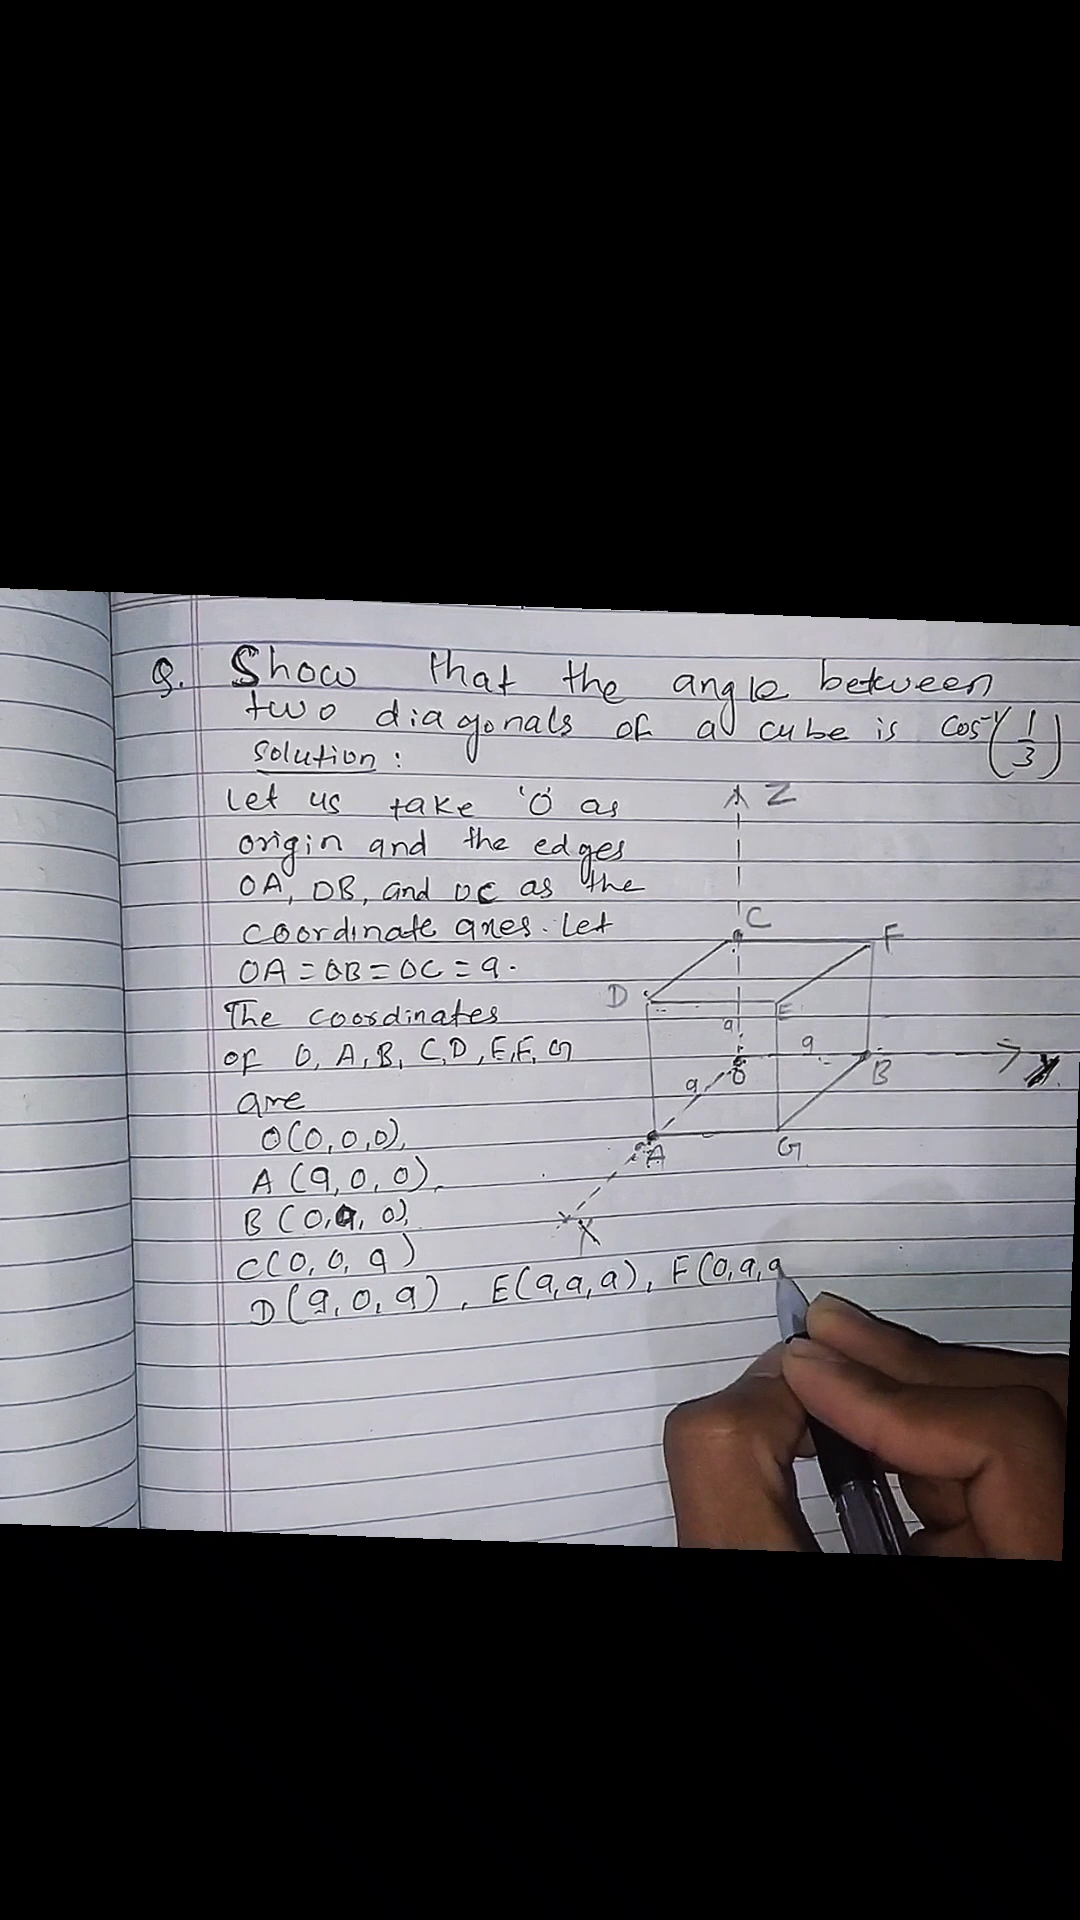 Q. Show that the angle between
two diagonals of a cube is cos⁻¹(1/3)
Solution:
Let us take 'O' as
origin and the edges
OA, OB, and OC as the
coordinate axes. Let
OA = OB = OC = a.
The coordinates
of O, A, B, C, D, E, F, G
are
O(0,0,0),
A(a,0,0),
B(0,a,0),
C(0,0,a)
D(a,0,a), E(a,a,a), F(0,a,a
Z
C
F
D
E
a
a
O
B
Y
a
A
G
X